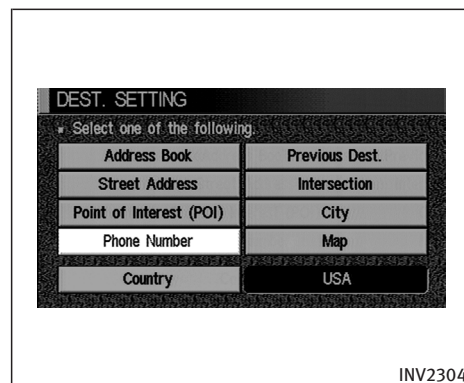 DEST. SETTING
Select one of the following.
Address Book Previous Dest.
Street Address Intersection
Point of Interest (POI) City
Phone Number Map
Country USA
INV2304